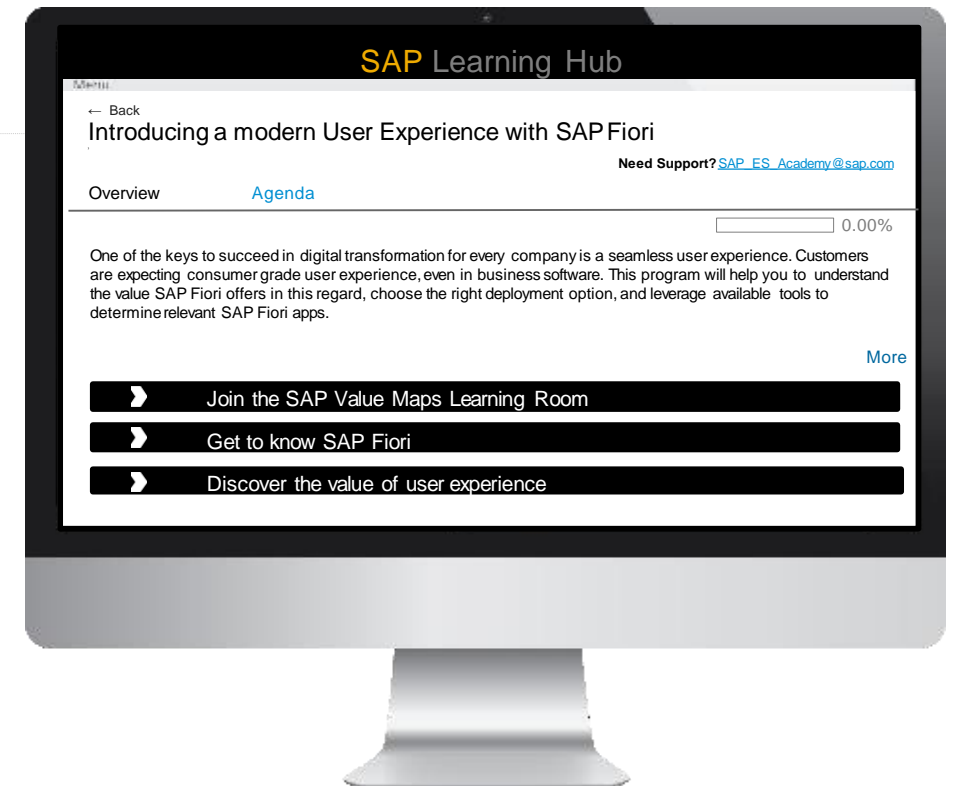 SAP Learning Hub
Menu
← Back
Introducing a modern User Experience with SAP Fiori
Need Support? SAP_ES_Academy@sap.com
Overview Agenda
0.00%
One of the keys to succeed in digital transformation for every company is a seamless user experience. Customers
are expecting consumer grade user experience, even in business software. This program will help you to understand
the value SAP Fiori offers in this regard, choose the right deployment option, and leverage available tools to
determine relevant SAP Fiori apps.
More
Join the SAP Value Maps Learning Room
Get to know SAP Fiori
Discover the value of user experience